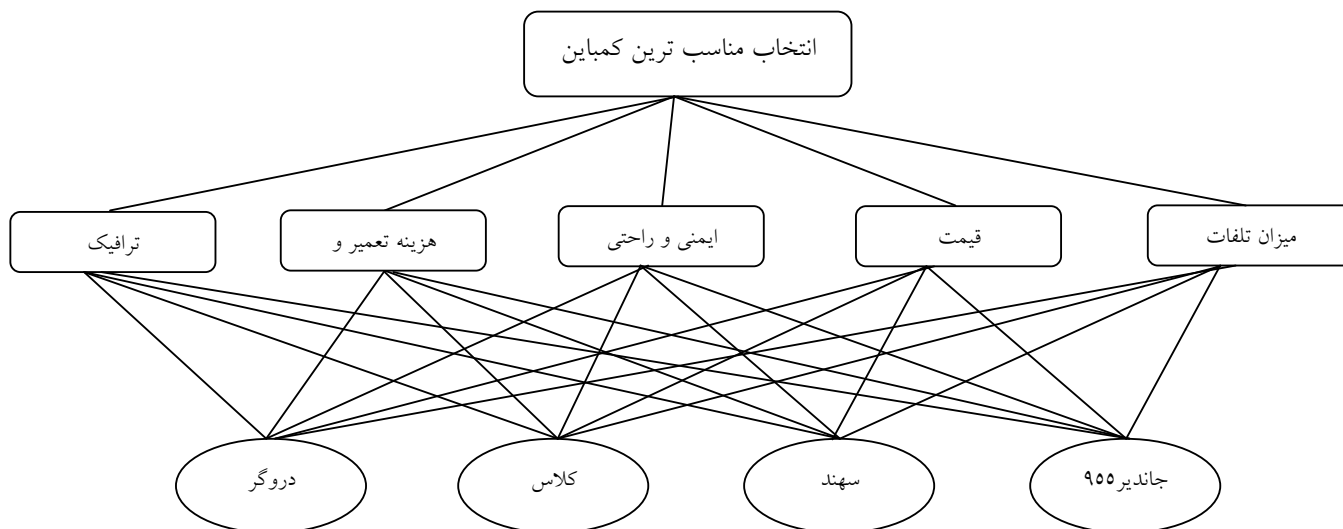 انتخاب مناسب ترین کمباین
میزان تلفات
قیمت
ایمنی و راحتی
هزینه تعمیر و
ترافیک
جاندیر۹۵۵
سهند
کلاس
دروگر